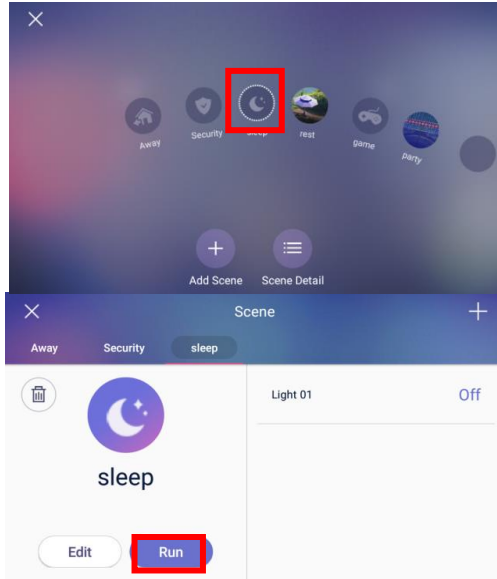 Away
Security
sleep
rest
game
party
Add Scene
Scene Detail
Scene
Away
Security
sleep
Light 01
Off
sleep
Edit
Run